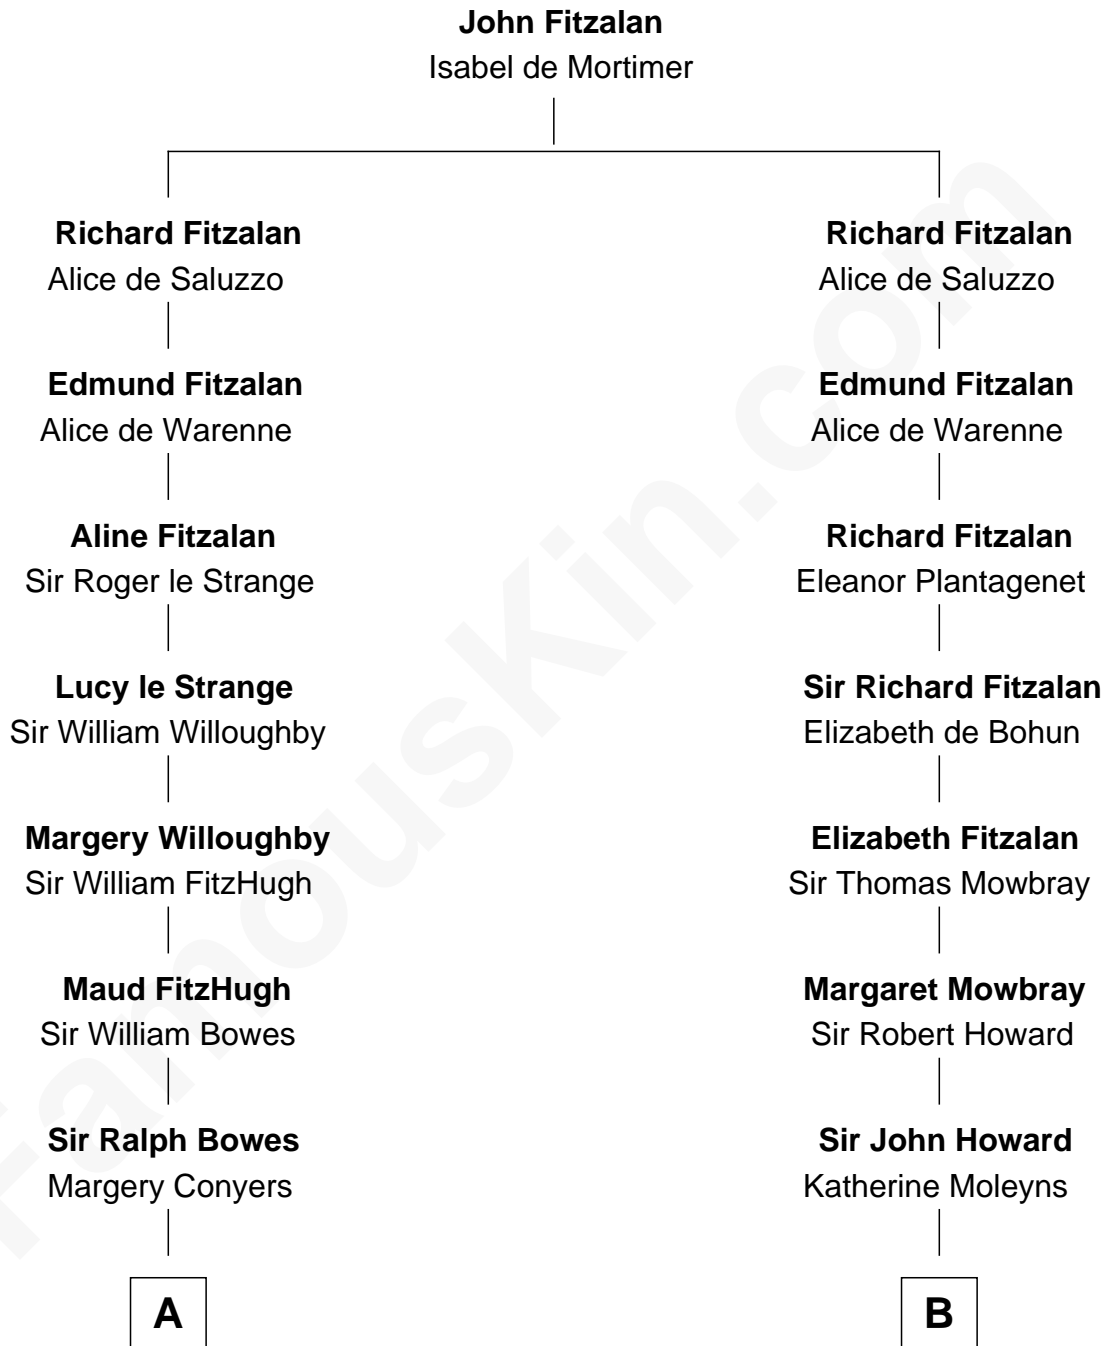 John Fitzalan
Isabel de Mortimer
Richard Fitzalan
Alice de Saluzzo
Edmund Fitzalan
Alice de Warenne
Aline Fitzalan
Sir Roger le Strange
Lucy le Strange
Sir William Willoughby
Margery Willoughby
Sir William FitzHugh
Maud FitzHugh
Sir William Bowes
Sir Ralph Bowes
Margery Conyers
A
Richard Fitzalan
Alice de Saluzzo
Edmund Fitzalan
Alice de Warenne
Richard Fitzalan
Eleanor Plantagenet
Sir Richard Fitzalan
Elizabeth de Bohun
Elizabeth Fitzalan
Sir Thomas Mowbray
Margaret Mowbray
Sir Robert Howard
Sir John Howard
Katherine Moleyns
B
FamousKin.com